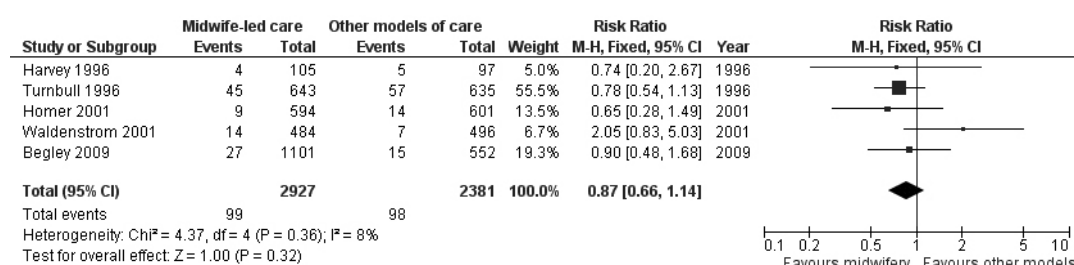 Midwife-led care Other models of care Risk Ratio Risk Ratio
Study or Subgroup Events Total Events Total Weight M-H, Fixed, 95% CI Year M-H, Fixed, 95% CI
Harvey 1996 4 105 5 97 5.0% 0.74 [0.20, 2.67] 1996
Turnbull 1996 45 643 57 635 55.5% 0.78 [0.54, 1.13] 1996
Homer 2001 9 594 14 601 13.5% 0.65 [0.28, 1.49] 2001
Waldenstrom 2001 14 484 7 496 6.7% 2.05 [0.83, 5.03] 2001
Begley 2009 27 1101 15 552 19.3% 0.90 [0.48, 1.68] 2009
Total (95% CI) 2927 2381 100.0% 0.87 [0.66, 1.14]
Total events 99 98
Heterogeneity: Chi² = 4.37, df = 4 (P = 0.36); I² = 8%
Test for overall effect: Z = 1.00 (P = 0.32)
0.1 0.2 0.5 1 2 5 10
Favours midwifery Favours other models